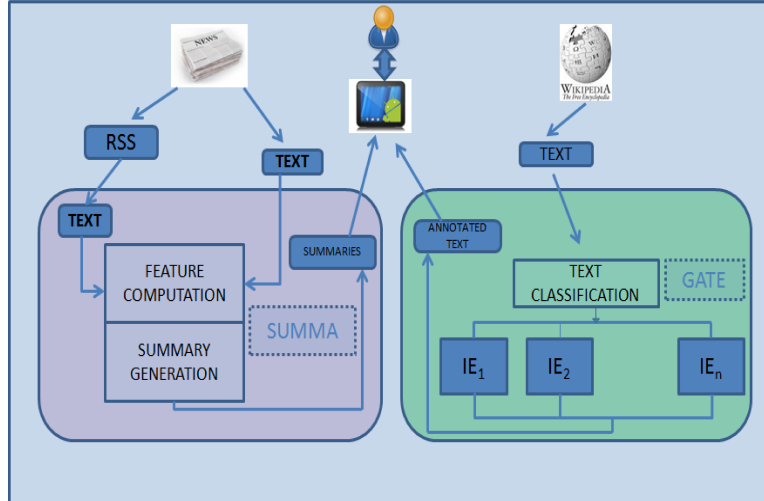 NEWS
WIKIPEDIA
The Free Encyclopedia
RSS
TEXT
TEXT
TEXT
SUMMARIES
ANNOTATED
TEXT
FEATURE
COMPUTATION
TEXT
CLASSIFICATION
GATE
SUMMA
SUMMARY
GENERATION
IE1
IE2
IEn